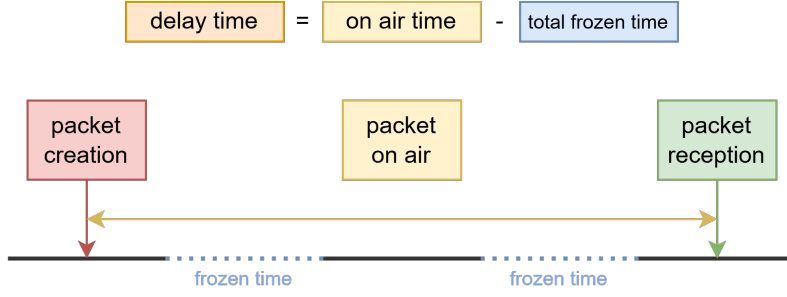 delay time = on air time - total frozen time
packet creation
packet on air
packet reception
frozen time
frozen time